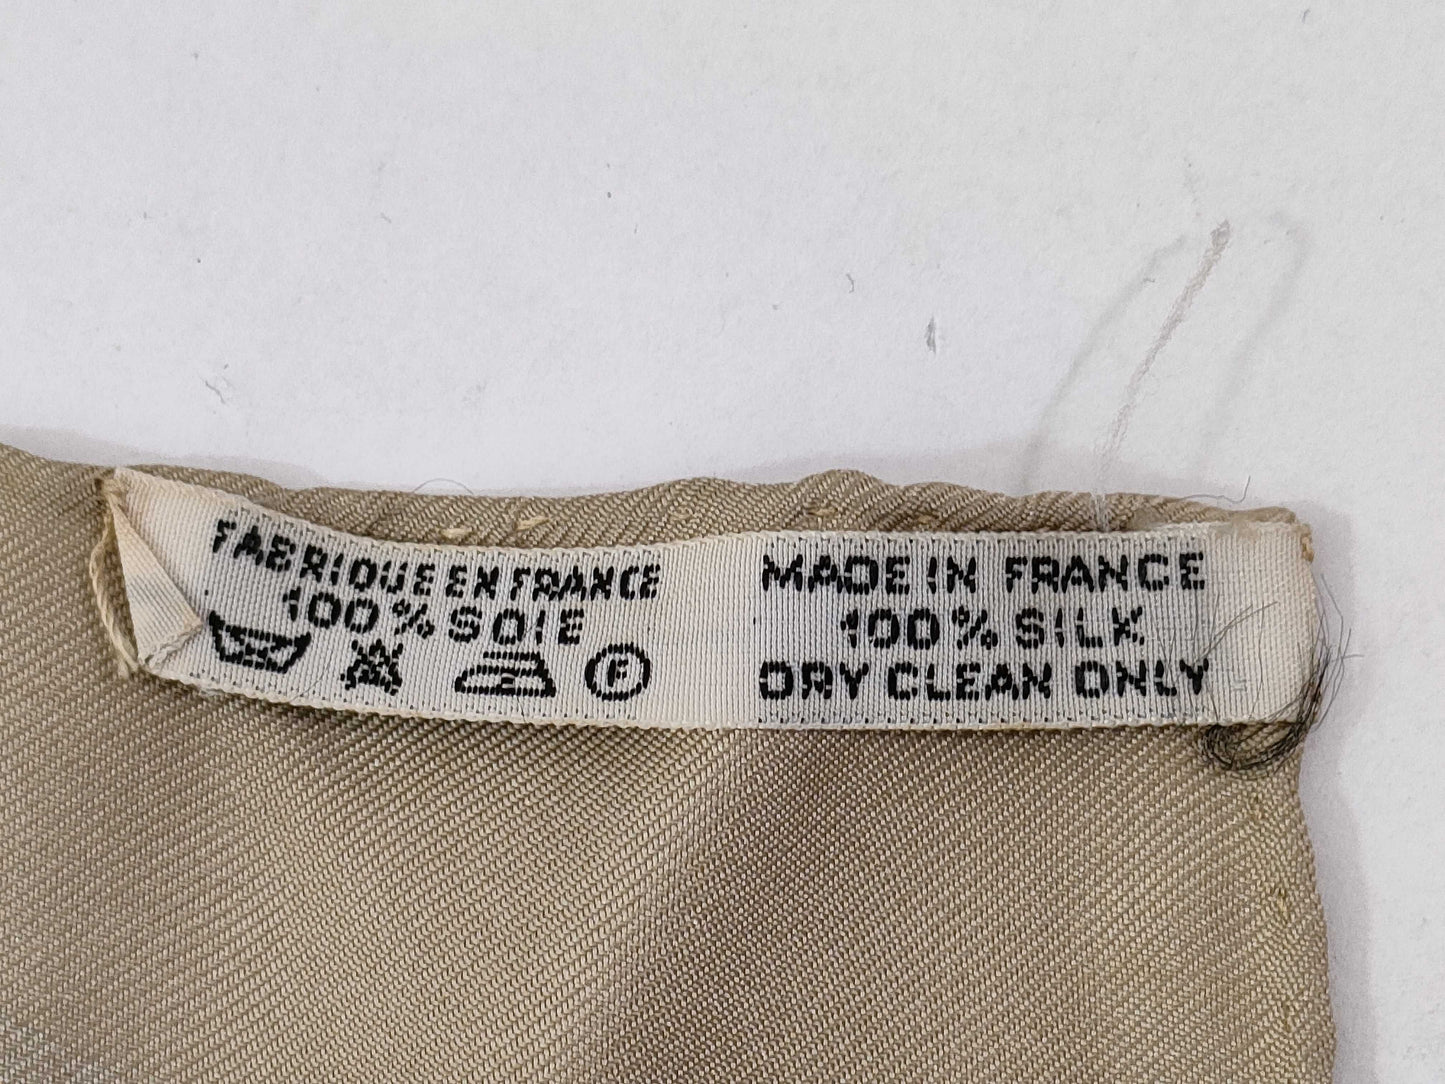 FABRIQUE EN FRANCE
100% SOIE
F
MADE IN FRANCE
100% SILK
DRY CLEAN ONLY